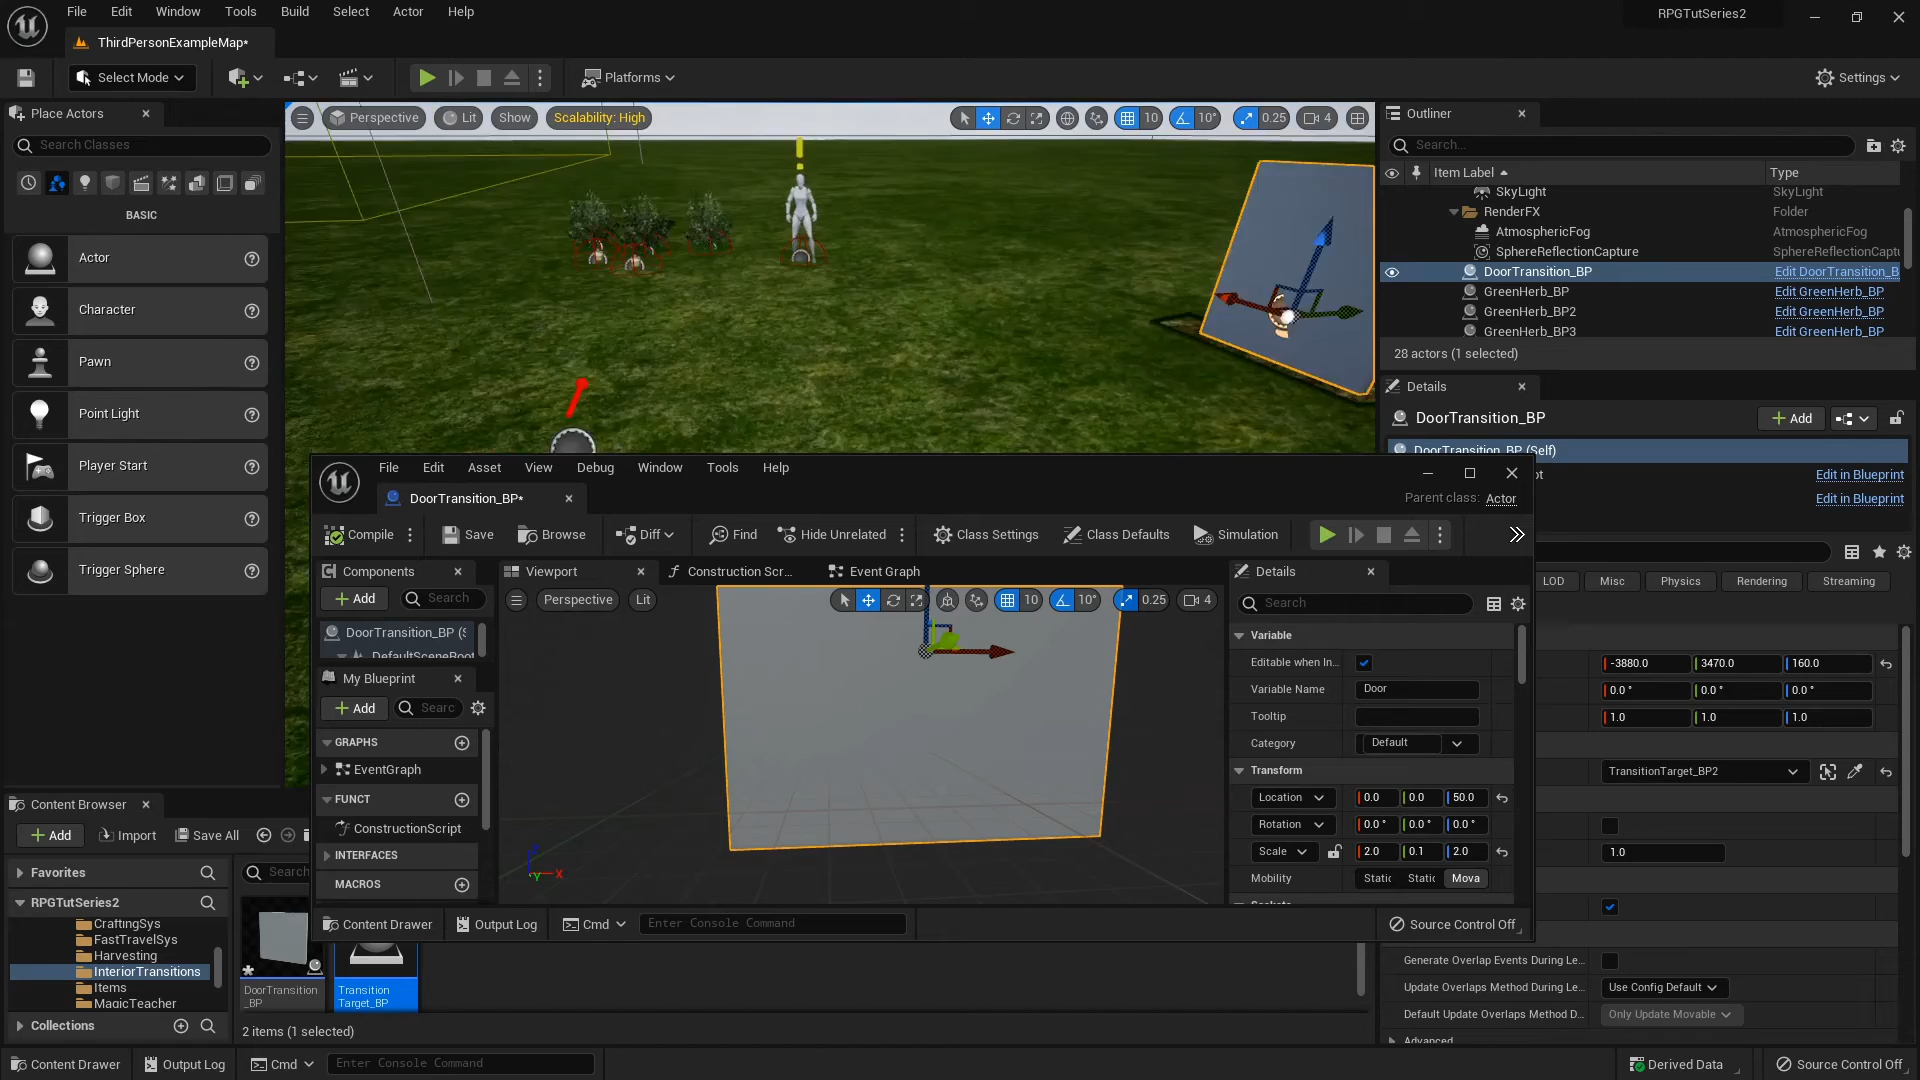 File Edit Window Tools Build Select Actor Help
RPGTutSeries2
ThirdPersonExampleMap*
Select Mode
Platforms
Settings
Place Actors
Search Classes
BASIC
Actor
Character
Pawn
Point Light
Player Start
Trigger Box
Trigger Sphere
Perspective Lit Show Scalability: High
10 10° 0.25 4
Outliner
Search...
Item Label Type
SkyLight SkyLight
RenderFX Folder
AtmosphericFog AtmosphericFog
SphereReflectionCapture SphereReflectionCaptu
DoorTransition_BP Edit DoorTransition_B
GreenHerb_BP Edit GreenHerb_BP
GreenHerb_BP2 Edit GreenHerb_BP
GreenHerb_BP3 Edit GreenHerb_BP
28 actors (1 selected)
Details
DoorTransition_BP
Add
DoorTransition_BP (Self)
Edit in Blueprint
Edit in Blueprint
LOD Misc Physics Rendering Streaming
-3880.0 3470.0 160.0
0.0 ° 0.0 ° 0.0 °
1.0 1.0 1.0
TransitionTarget_BP2
1.0
Generate Overlap Events During Le...
Update Overlaps Method During Le... Use Config Default
Default Update Overlaps Method D... Only Update Movable
Advanced
File Edit Asset View Debug Window Tools Help
DoorTransition_BP*
Parent class: Actor
Compile Save Browse Diff Find Hide Unrelated Class Settings Class Defaults Simulation
Components
Add Search
DoorTransition_BP (S
DefaultSceneRoot
My Blueprint
Add Searc
GRAPHS
EventGraph
FUNCT
ConstructionScript
INTERFACES
MACROS
Viewport Construction Scr... Event Graph
Perspective Lit
10 10° 0.25 4
Z
X
Y
Details
Search
Variable
Editable when In...
Variable Name Door
Tooltip
Category Default
Transform
Location 0.0 0.0 50.0
Rotation 0.0 ° 0.0 ° 0.0 °
Scale 2.0 0.1 2.0
Mobility Static Static Mova
Sockets
Content Drawer Output Log Cmd Enter Console Command Source Control Off
Content Browser
Add Import Save All
Favorites
RPGTutSeries2
CraftingSys
FastTravelSys
Harvesting
InteriorTransitions
Items
MagicTeacher
Collections
Search
DoorTransition
_BP
Transition
Target_BP
2 items (1 selected)
Content Drawer Output Log Cmd Enter Console Command Derived Data Source Control Off